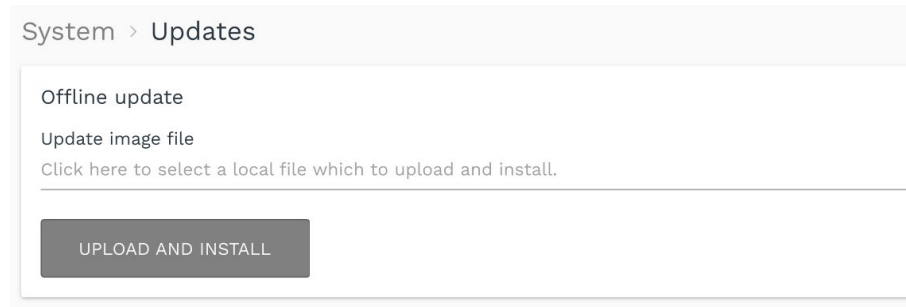 System > Updates
Offline update
Update image file
Click here to select a local file which to upload and install.
UPLOAD AND INSTALL